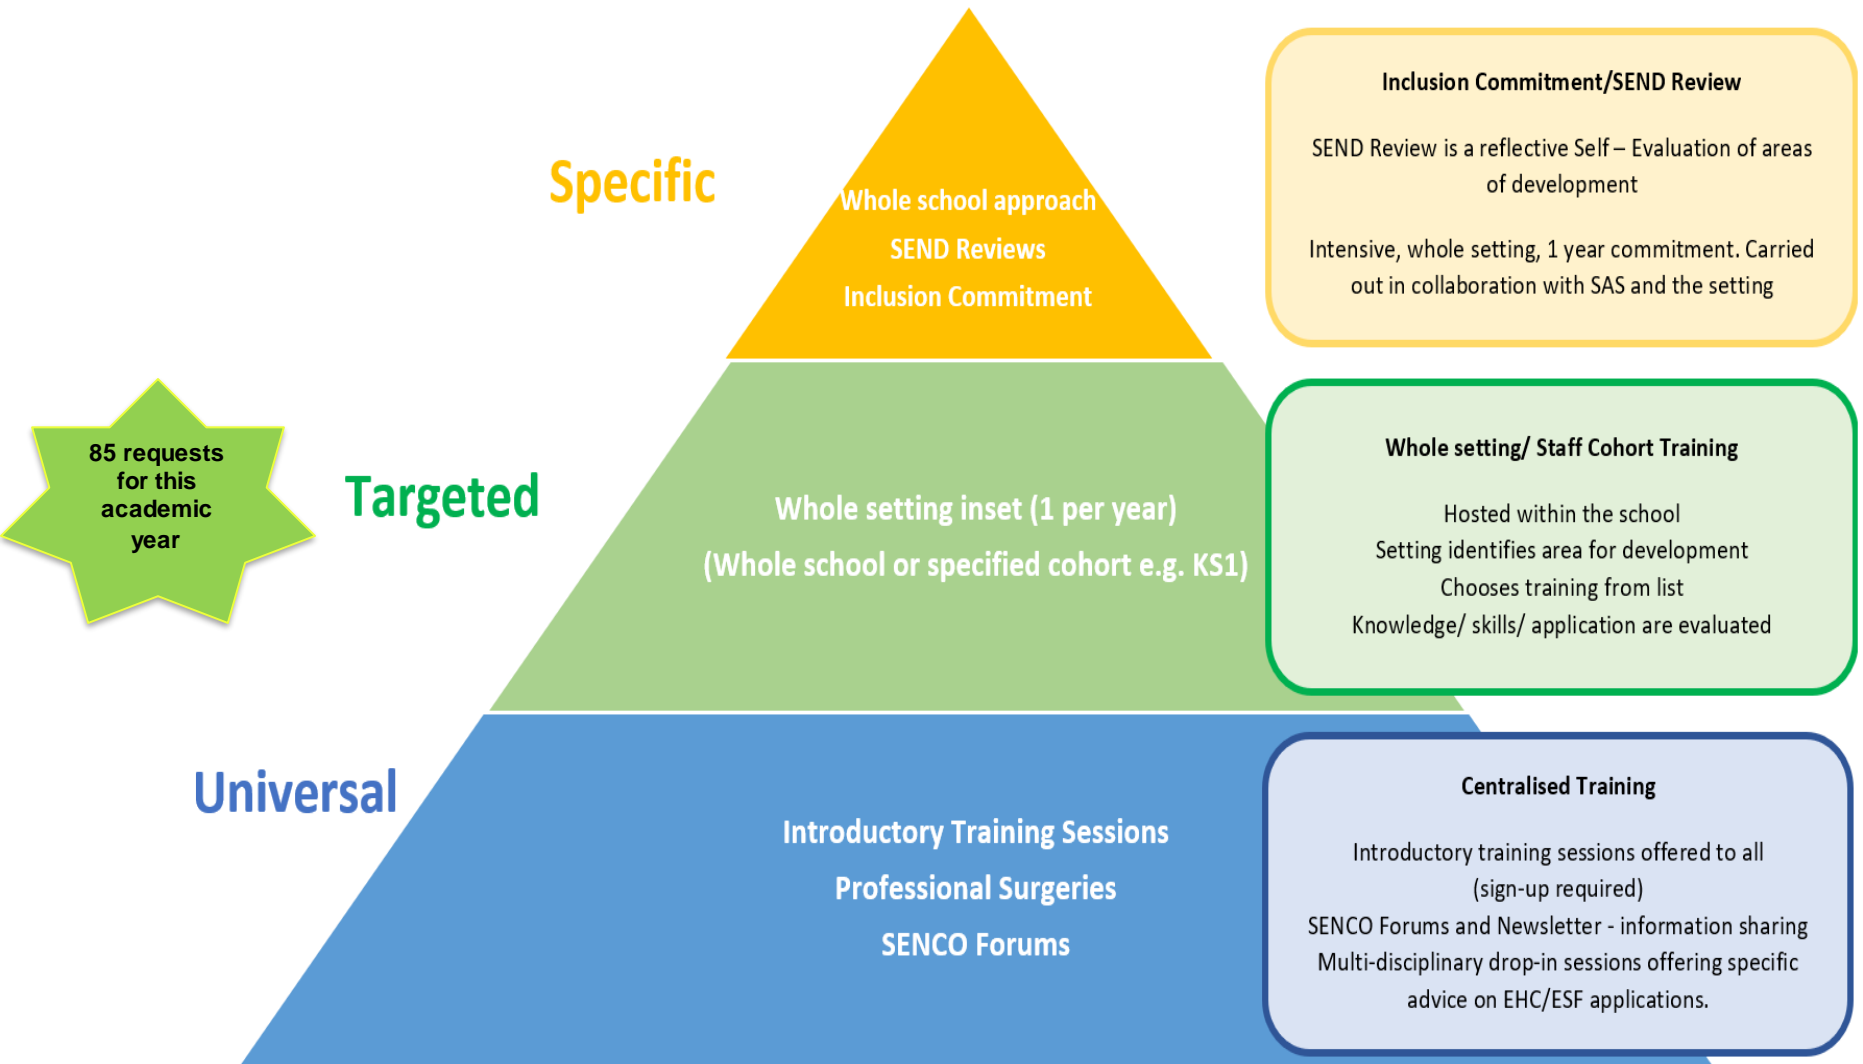 Specific
Whole school approach
SEND Reviews
Inclusion Commitment
Inclusion Commitment/SEND Review
SEND Review is a reflective Self – Evaluation of areas
of development
Intensive, whole setting, 1 year commitment. Carried
out in collaboration with SAS and the setting
85 requests
for this
academic
year
Targeted
Whole setting inset (1 per year)
(Whole school or specified cohort e.g. KS1)
Whole setting/ Staff Cohort Training
Hosted within the school
Setting identifies area for development
Chooses training from list
Knowledge/ skills/ application are evaluated
Universal
Introductory Training Sessions
Professional Surgeries
SENCO Forums
Centralised Training
Introductory training sessions offered to all
(sign-up required)
SENCO Forums and Newsletter - information sharing
Multi-disciplinary drop-in sessions offering specific
advice on EHC/ESF applications.